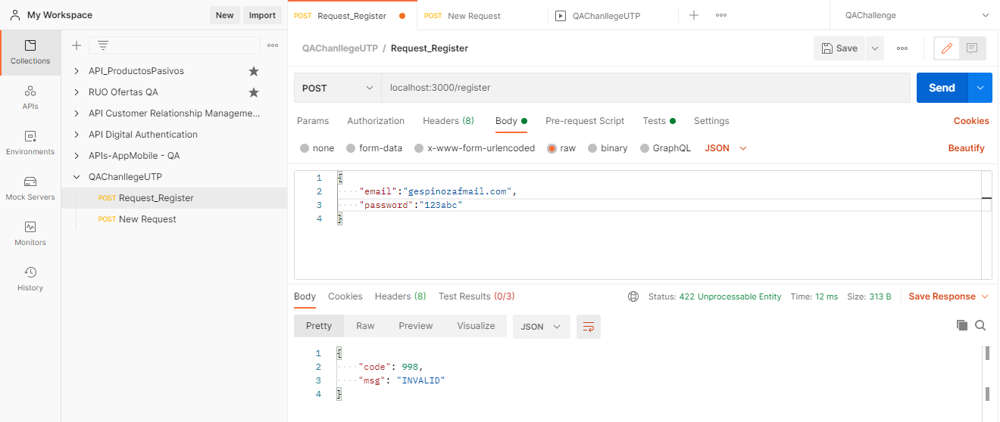 My Workspace
New
Import
POST Request_Register
POST New Request
QAChanllegeUTP
QAChallenge
Collections
APIs
Environments
Mock Servers
Monitors
History
API_ProductosPasivos
RUO Ofertas QA
API Customer Relationship Manageme...
API Digital Authentication
APIs-AppMobile - QA
QAChanllegeUTP
POST Request_Register
POST New Request
QAChanllegeUTP / Request_Register
Save
POST
localhost:3000/register
Send
Params Authorization Headers (8) Body Pre-request Script Tests Settings Cookies
none form-data x-www-form-urlencoded raw binary GraphQL JSON Beautify
1 {
2 "email":"gespinozafmail.com",
3 "password":"123abc"
4 }
Body Cookies Headers (8) Test Results (0/3) Status: 422 Unprocessable Entity Time: 12 ms Size: 313 B Save Response
Pretty Raw Preview Visualize JSON
1 {
2 "code": 998,
3 "msg": "INVALID"
4 }